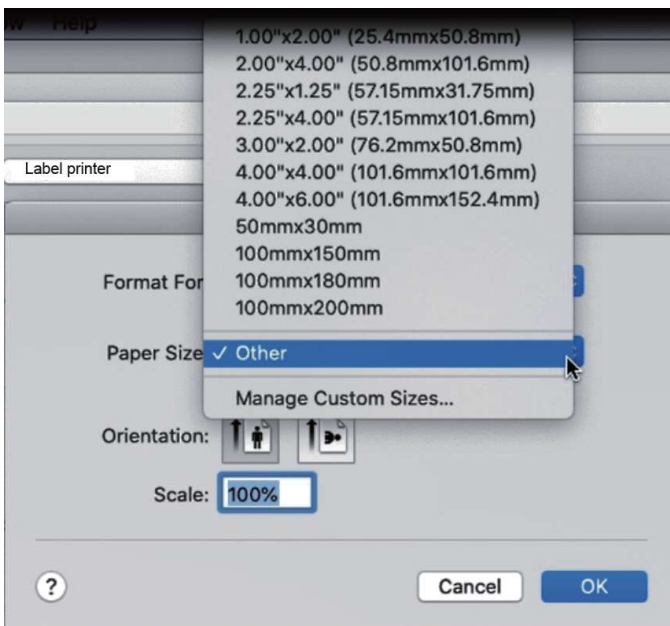 Help
1.00"x2.00" (25.4mmx50.8mm)
2.00"x4.00" (50.8mmx101.6mm)
2.25"x1.25" (57.15mmx31.75mm)
2.25"x4.00" (57.15mmx101.6mm)
3.00"x2.00" (76.2mmx50.8mm)
4.00"x4.00" (101.6mmx101.6mm)
Label printer
4.00"x6.00" (101.6mmx152.4mm)
50mmx30mm
100mmx150mm
Format For
100mmx180mm
100mmx200mm
Paper Size ✓ Other
Manage Custom Sizes...
Orientation:
Scale: 100%
? Cancel OK